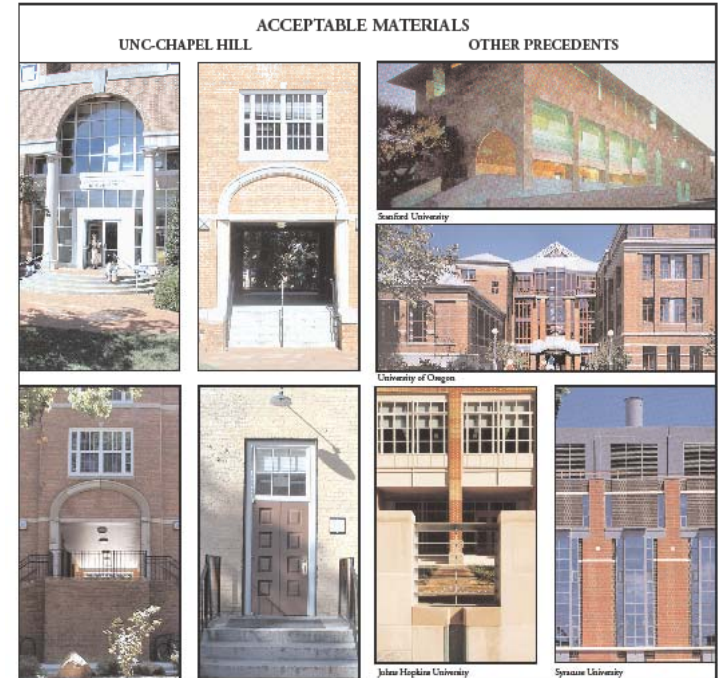 ACCEPTABLE MATERIALS
UNC-CHAPEL HILL
OTHER PRECEDENTS
Stanford University
University of Oregon
Johns Hopkins University
Syracuse University